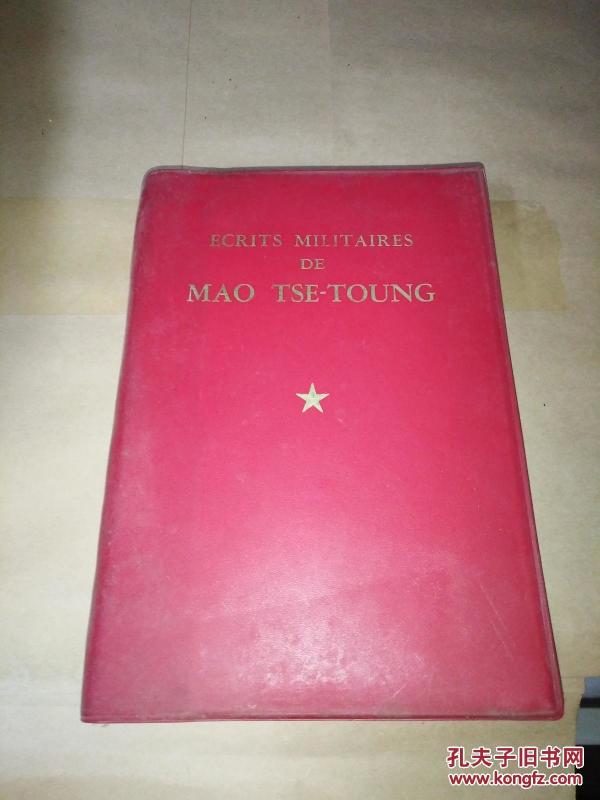 ECRITS MILITAIRES
DE
MAO TSE-TOUNG
孔夫子旧书网
www.kongfz.com